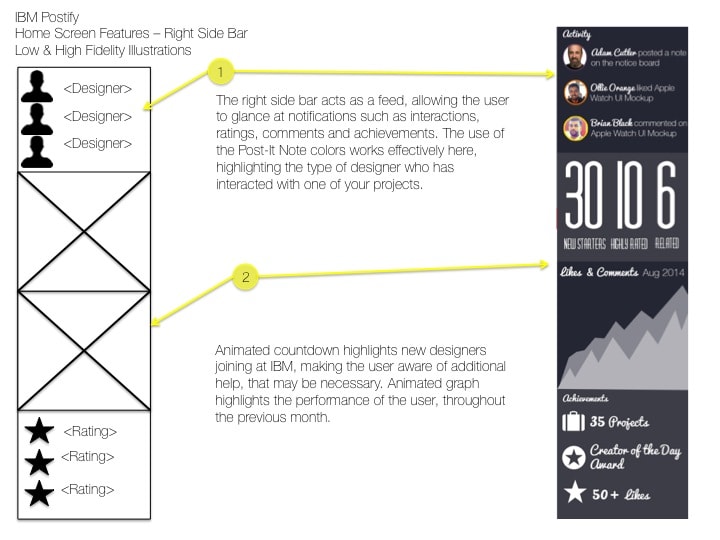 IBM Postify
Home Screen Features – Right Side Bar
Low & High Fidelity Illustrations
<Designer>
<Designer>
<Designer>
<Rating>
<Rating>
<Rating>
1
The right side bar acts as a feed, allowing the user
to glance at notifications such as interactions,
ratings, comments and achievements. The use of
the Post-It Note colors works effectively here,
highlighting the type of designer who has
interacted with one of your projects.
2
Animated countdown highlights new designers
joining at IBM, making the user aware of additional
help, that may be necessary. Animated graph
highlights the performance of the user, throughout
the previous month.
Activity
Adam Cutler posted a note
on the notice board
Ollie Orange liked Apple
Watch UI Mockup
Brian Black commented on
Apple Watch UI Mockup
30 10 6
NEW STARTERS HIGHLY RATED RELATED
Likes & Comments Aug 2014
Achievements
35 Projects
Creator of the Day
Award
50+ Likes